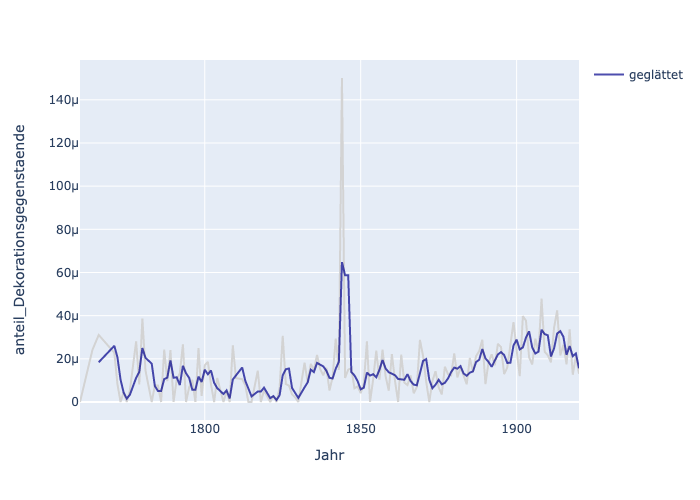 geglättet
140µ
120µ
100µ
80µ
60µ
40µ
20µ
0
anteil_Dekorationsgegenstaende
1800
1850
1900
Jahr